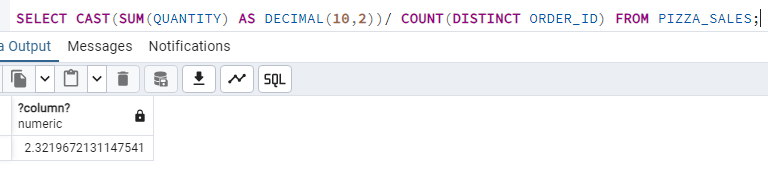 SELECT CAST(SUM(QUANTITY) AS DECIMAL(10,2))/ COUNT(DISTINCT ORDER_ID) FROM PIZZA_SALES;
a Output Messages Notifications
SQL
?column?
numeric
2.3219672131147541